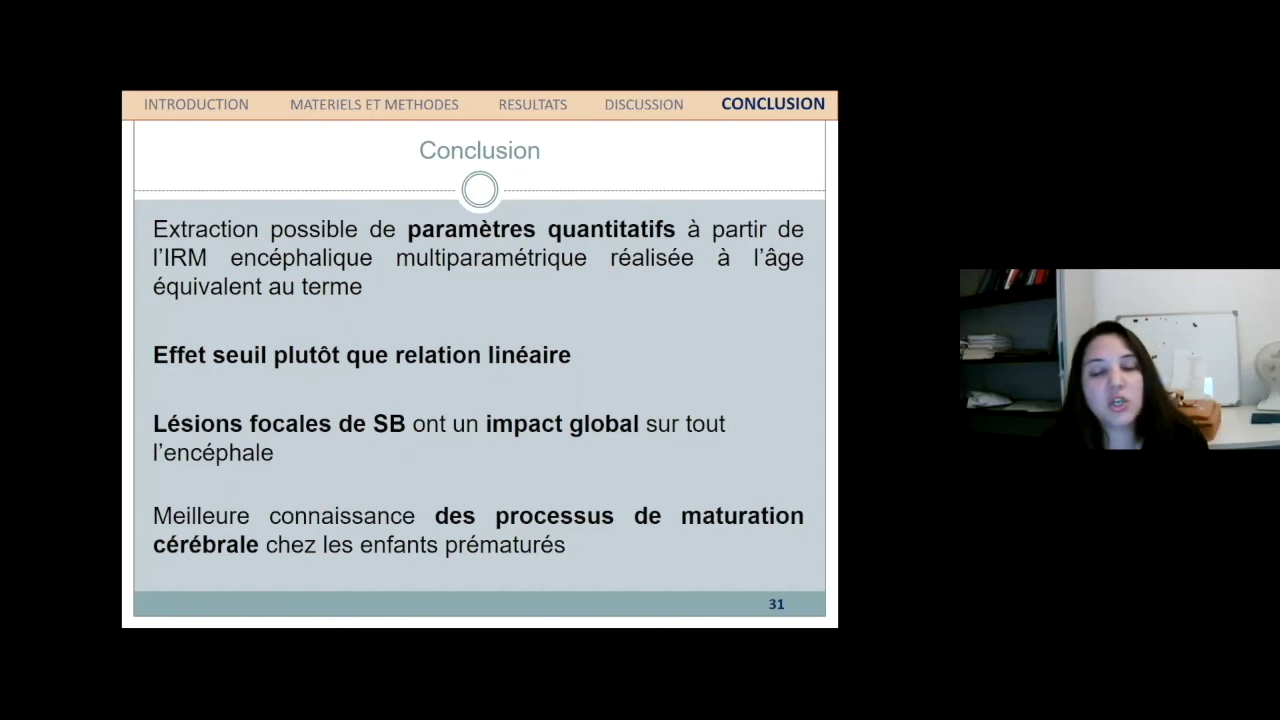 INTRODUCTION MATERIELS ET METHODES RESULTATS DISCUSSION CONCLUSION
Conclusion
Extraction possible de paramètres quantitatifs à partir de
l’IRM encéphalique multiparamétrique réalisée à l’âge
équivalent au terme
Effet seuil plutôt que relation linéaire
Lésions focales de SB ont un impact global sur tout
l’encéphale
Meilleure connaissance des processus de maturation
cérébrale chez les enfants prématurés
31